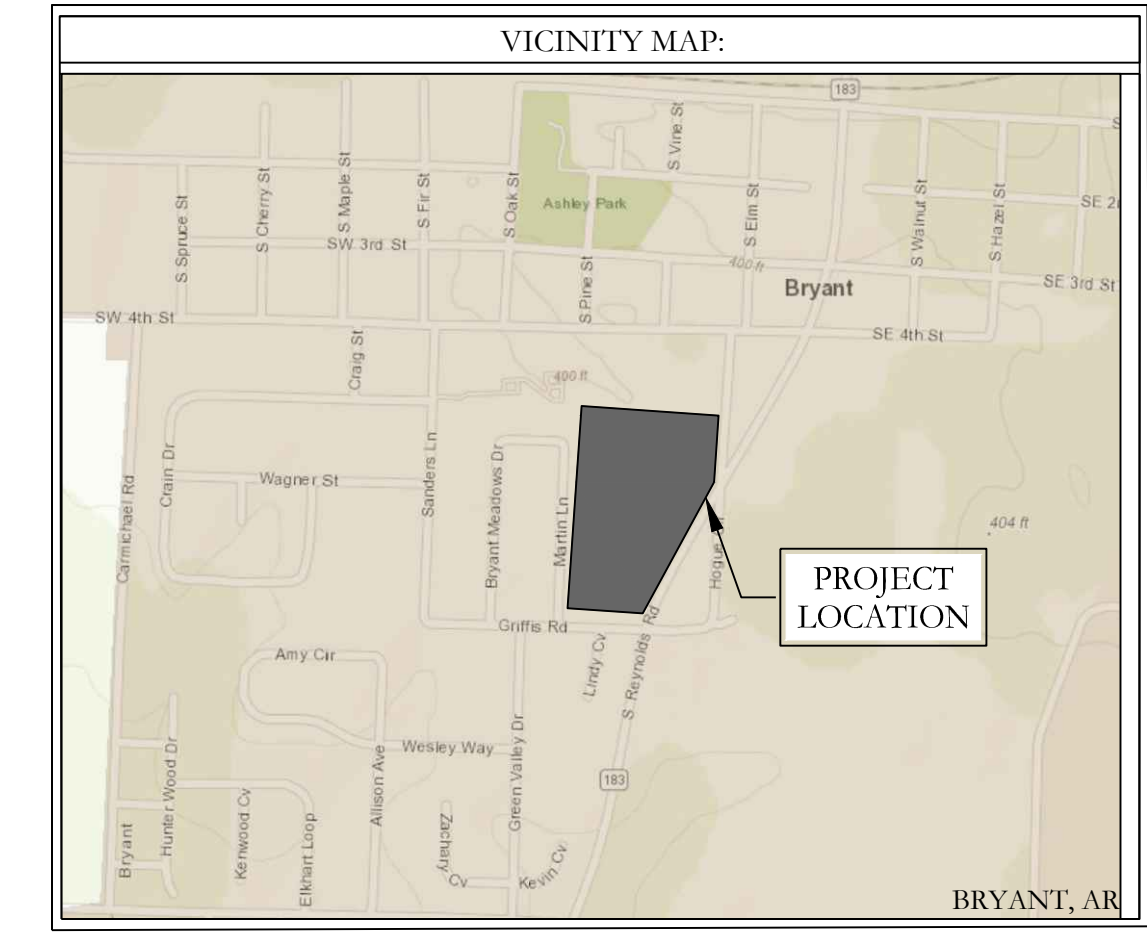 VICINITY MAP:
183
S Vine St
S Maple St
S Cherry St
S Fir St
S Oak St
S Spruce St
Ashley Park
S Elm St
S Walnut St
S Hazel St
SE 2
SW 3rd St
400 ft
S Pine St
Bryant
SE 3rd St
SW 4th St
SE 4th St
Craig St
400 ft
Crain Dr
Carmichael Rd
Wagner St
Sanders Ln
Bryant Meadows Dr
Martin Ln
Hogue
404 ft
PROJECT
LOCATION
Griffis Rd
Amy Cir
Lindy Cv
S Reynolds Rd
Wesley Way
Hunter Wood Dr
Allison Ave
Green Valley Dr
183
Bryant
Kenwood Cv
Elkhart Loop
Zachary Cv
Kevin Cv
BRYANT, AR